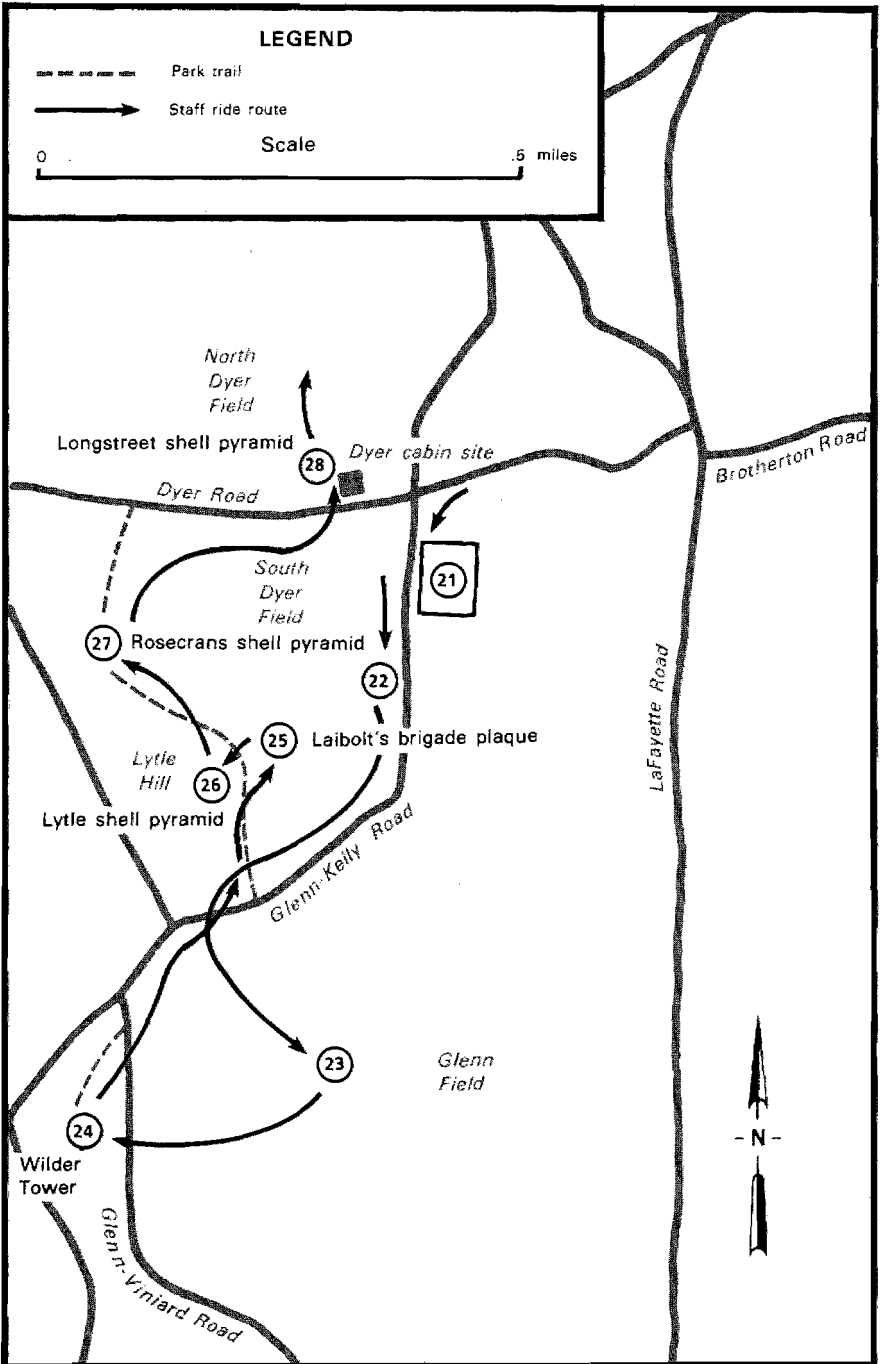 LEGEND
Park trail
Staff ride route
Scale
0 .5 miles
North
Dyer
Field
Longstreet shell pyramid
28
Dyer cabin site
Brotherton Road
Dyer Road
South
Dyer
Field
21
27
Rosecrans shell pyramid
22
LaFayette Road
25
Laibolt's brigade plaque
Lytle
Hill
26
Lytle shell pyramid
Glenn-Kelly Road
23
Glenn
Field
24
Wilder
Tower
- N -
Glenn-Viniard Road